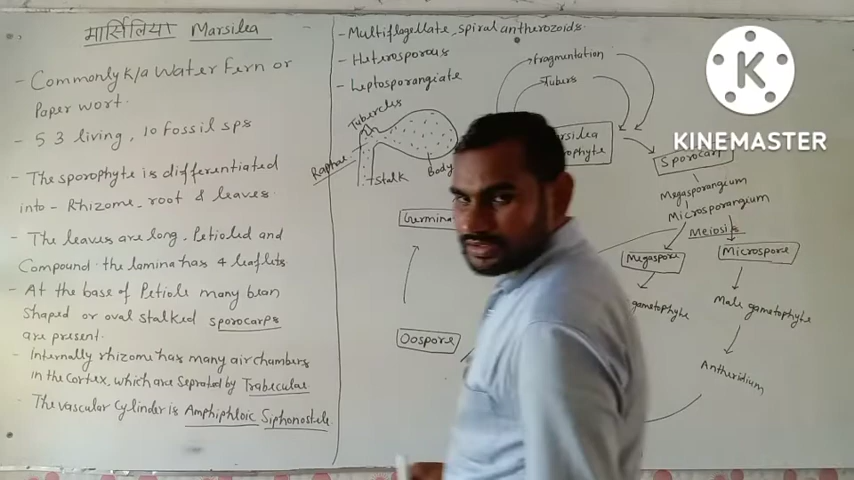 मार्सिलिया Marsilea
- Commonly k/a Water Fern or
Paper wort.
- 53 living, 10 Fossil sps
- The sporophyte is differentiated
into - Rhizome, root & leaves.
- The leaves are long, Petioled and
Compound. the lamina has 4 leaflets
- At the base of Petiole many bean
shaped or oval stalked sporocarps
are present.
- Internally rhizome has many air chambers
in the cortex, which are Seprated by Trabeculae.
- The vascular cylinder is Amphiphloic Siphonostele.
- Multiflagellate, spiral antherozoids.
- Heterosporous
- Leptosporangiate
Tubercles
Raphae
Stalk
Body
fragmentation
Tubers
Sporocarp
Megasporangium
Microsporangium
Meiosis
Megaspore
Microspore
gametophyte
Male gametophyte
Antheridium
Oospore
KINEMASTER